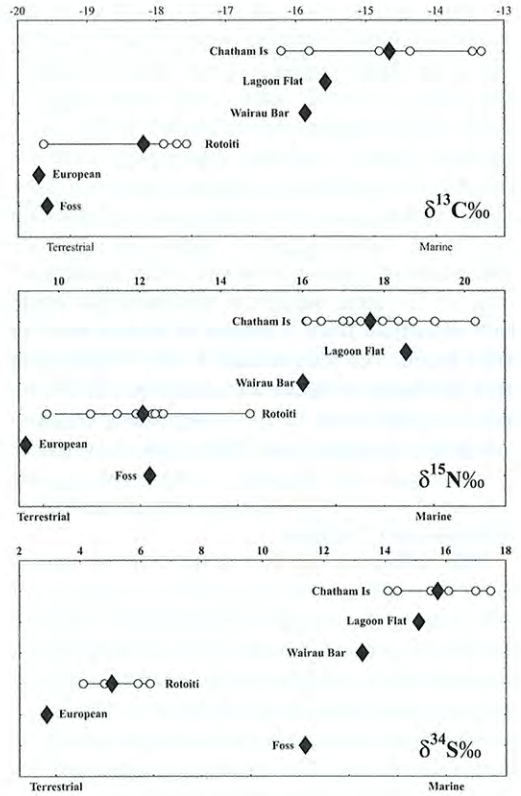 -20 -19 -18 -17 -16 -15 -14 -13
Chatham Is
Lagoon Flat
Wairau Bar
Rotoiti
European
Foss
δ13C‰
Terrestrial Marine
10 12 14 16 18 20
Chatham Is
Lagoon Flat
Wairau Bar
Rotoiti
European
Foss
δ15N‰
Terrestrial Marine
2 4 6 8 10 12 14 16 18
Chatham Is
Lagoon Flat
Wairau Bar
Rotoiti
European
Foss
δ34S‰
Terrestrial Marine